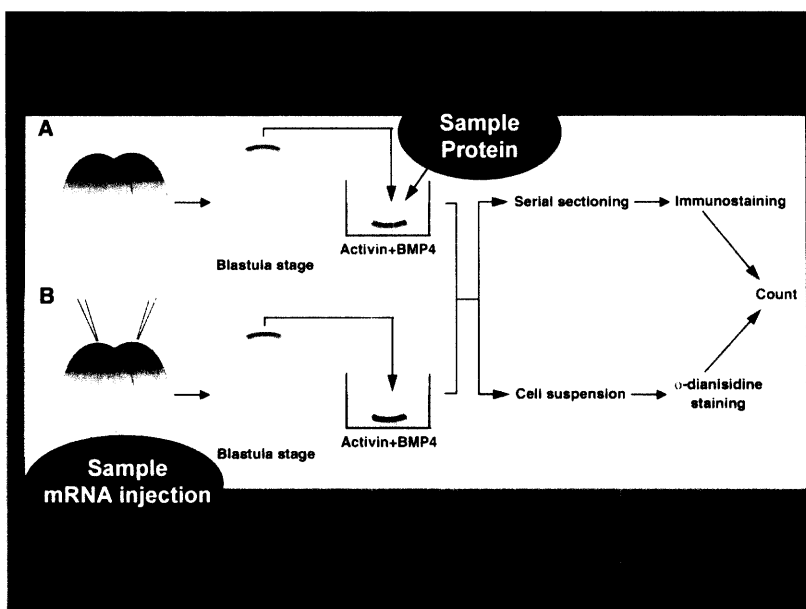 A
Sample
Protein
Activin+BMP4
Blastula stage
Serial sectioning
Immunostaining
Count
B
Activin+BMP4
Blastula stage
Cell suspension
o-dianisidine
staining
Sample
mRNA injection